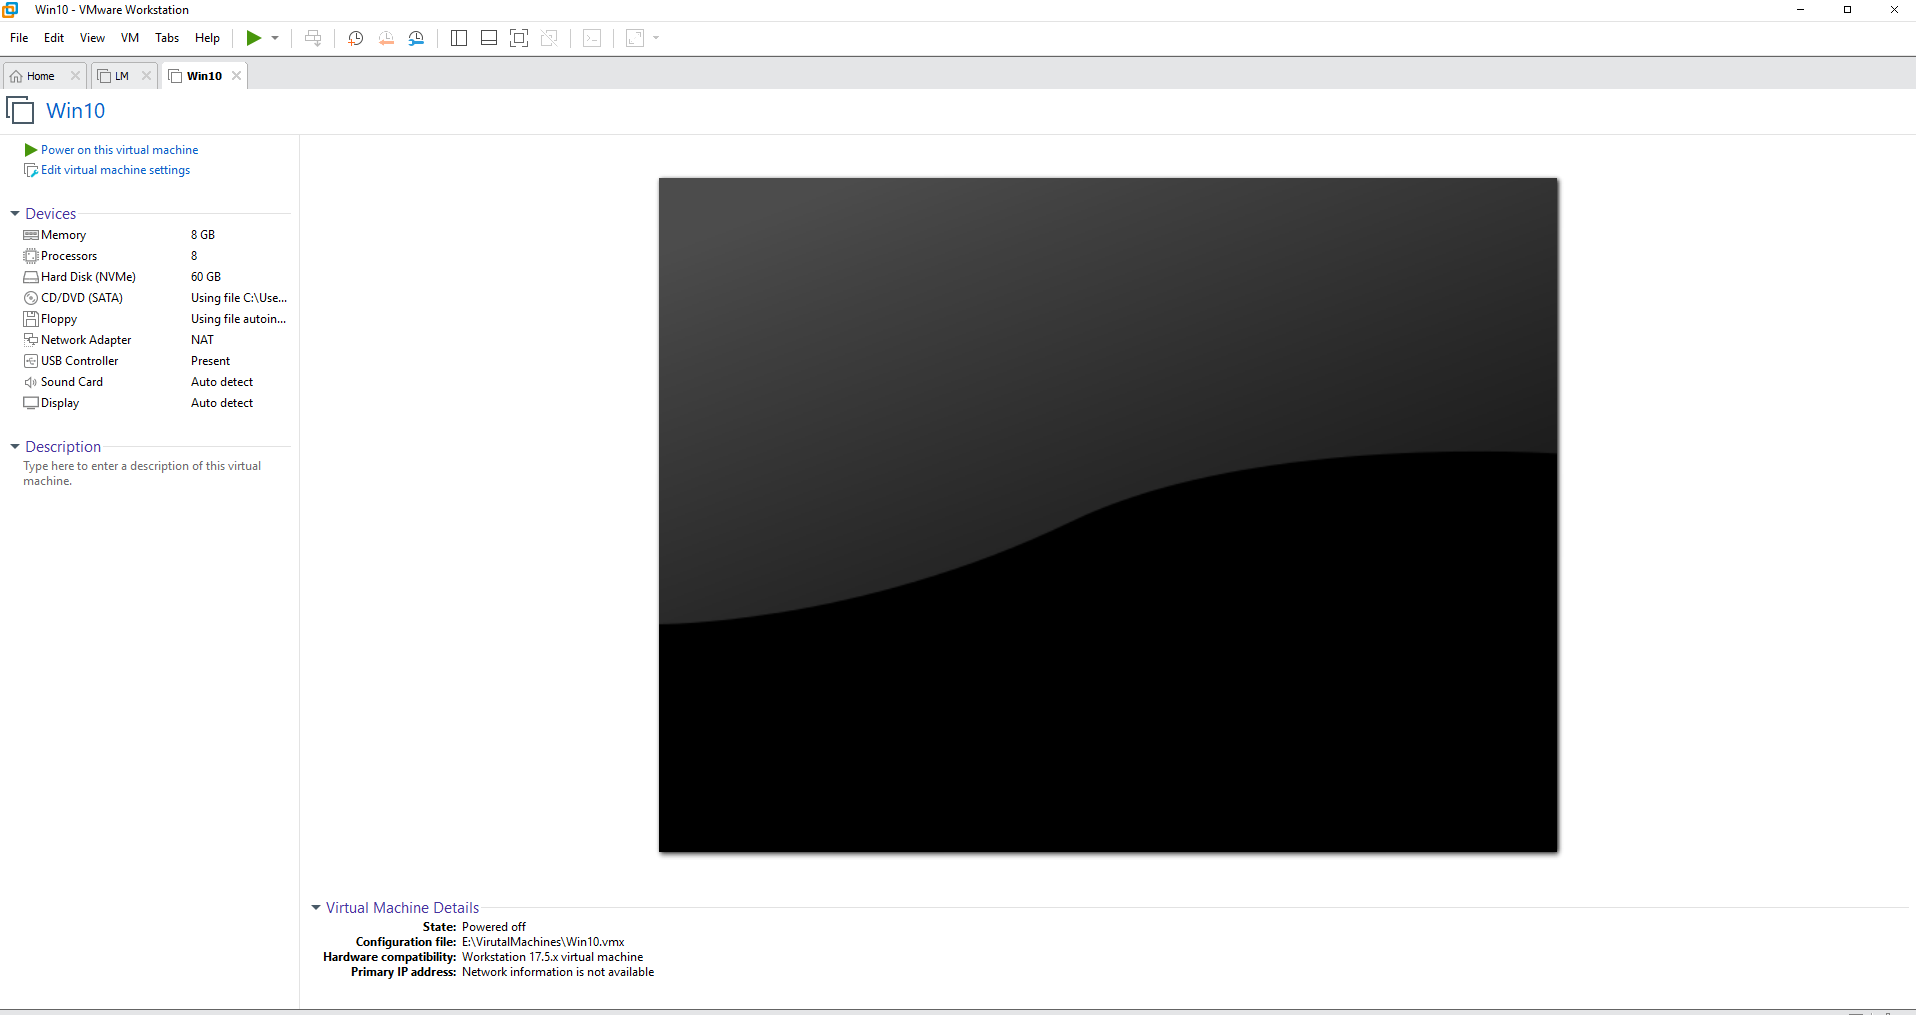 Win10 - VMware Workstation
File Edit View VM Tabs Help
Home LM Win10
Win10
Power on this virtual machine
Edit virtual machine settings
Devices
Memory 8 GB
Processors 8
Hard Disk (NVMe) 60 GB
CD/DVD (SATA) Using file C:\Use...
Floppy Using file autoin...
Network Adapter NAT
USB Controller Present
Sound Card Auto detect
Display Auto detect
Description
Type here to enter a description of this virtual
machine.
Virtual Machine Details
State: Powered off
Configuration file: E:\VirutalMachines\Win10.vmx
Hardware compatibility: Workstation 17.5.x virtual machine
Primary IP address: Network information is not available